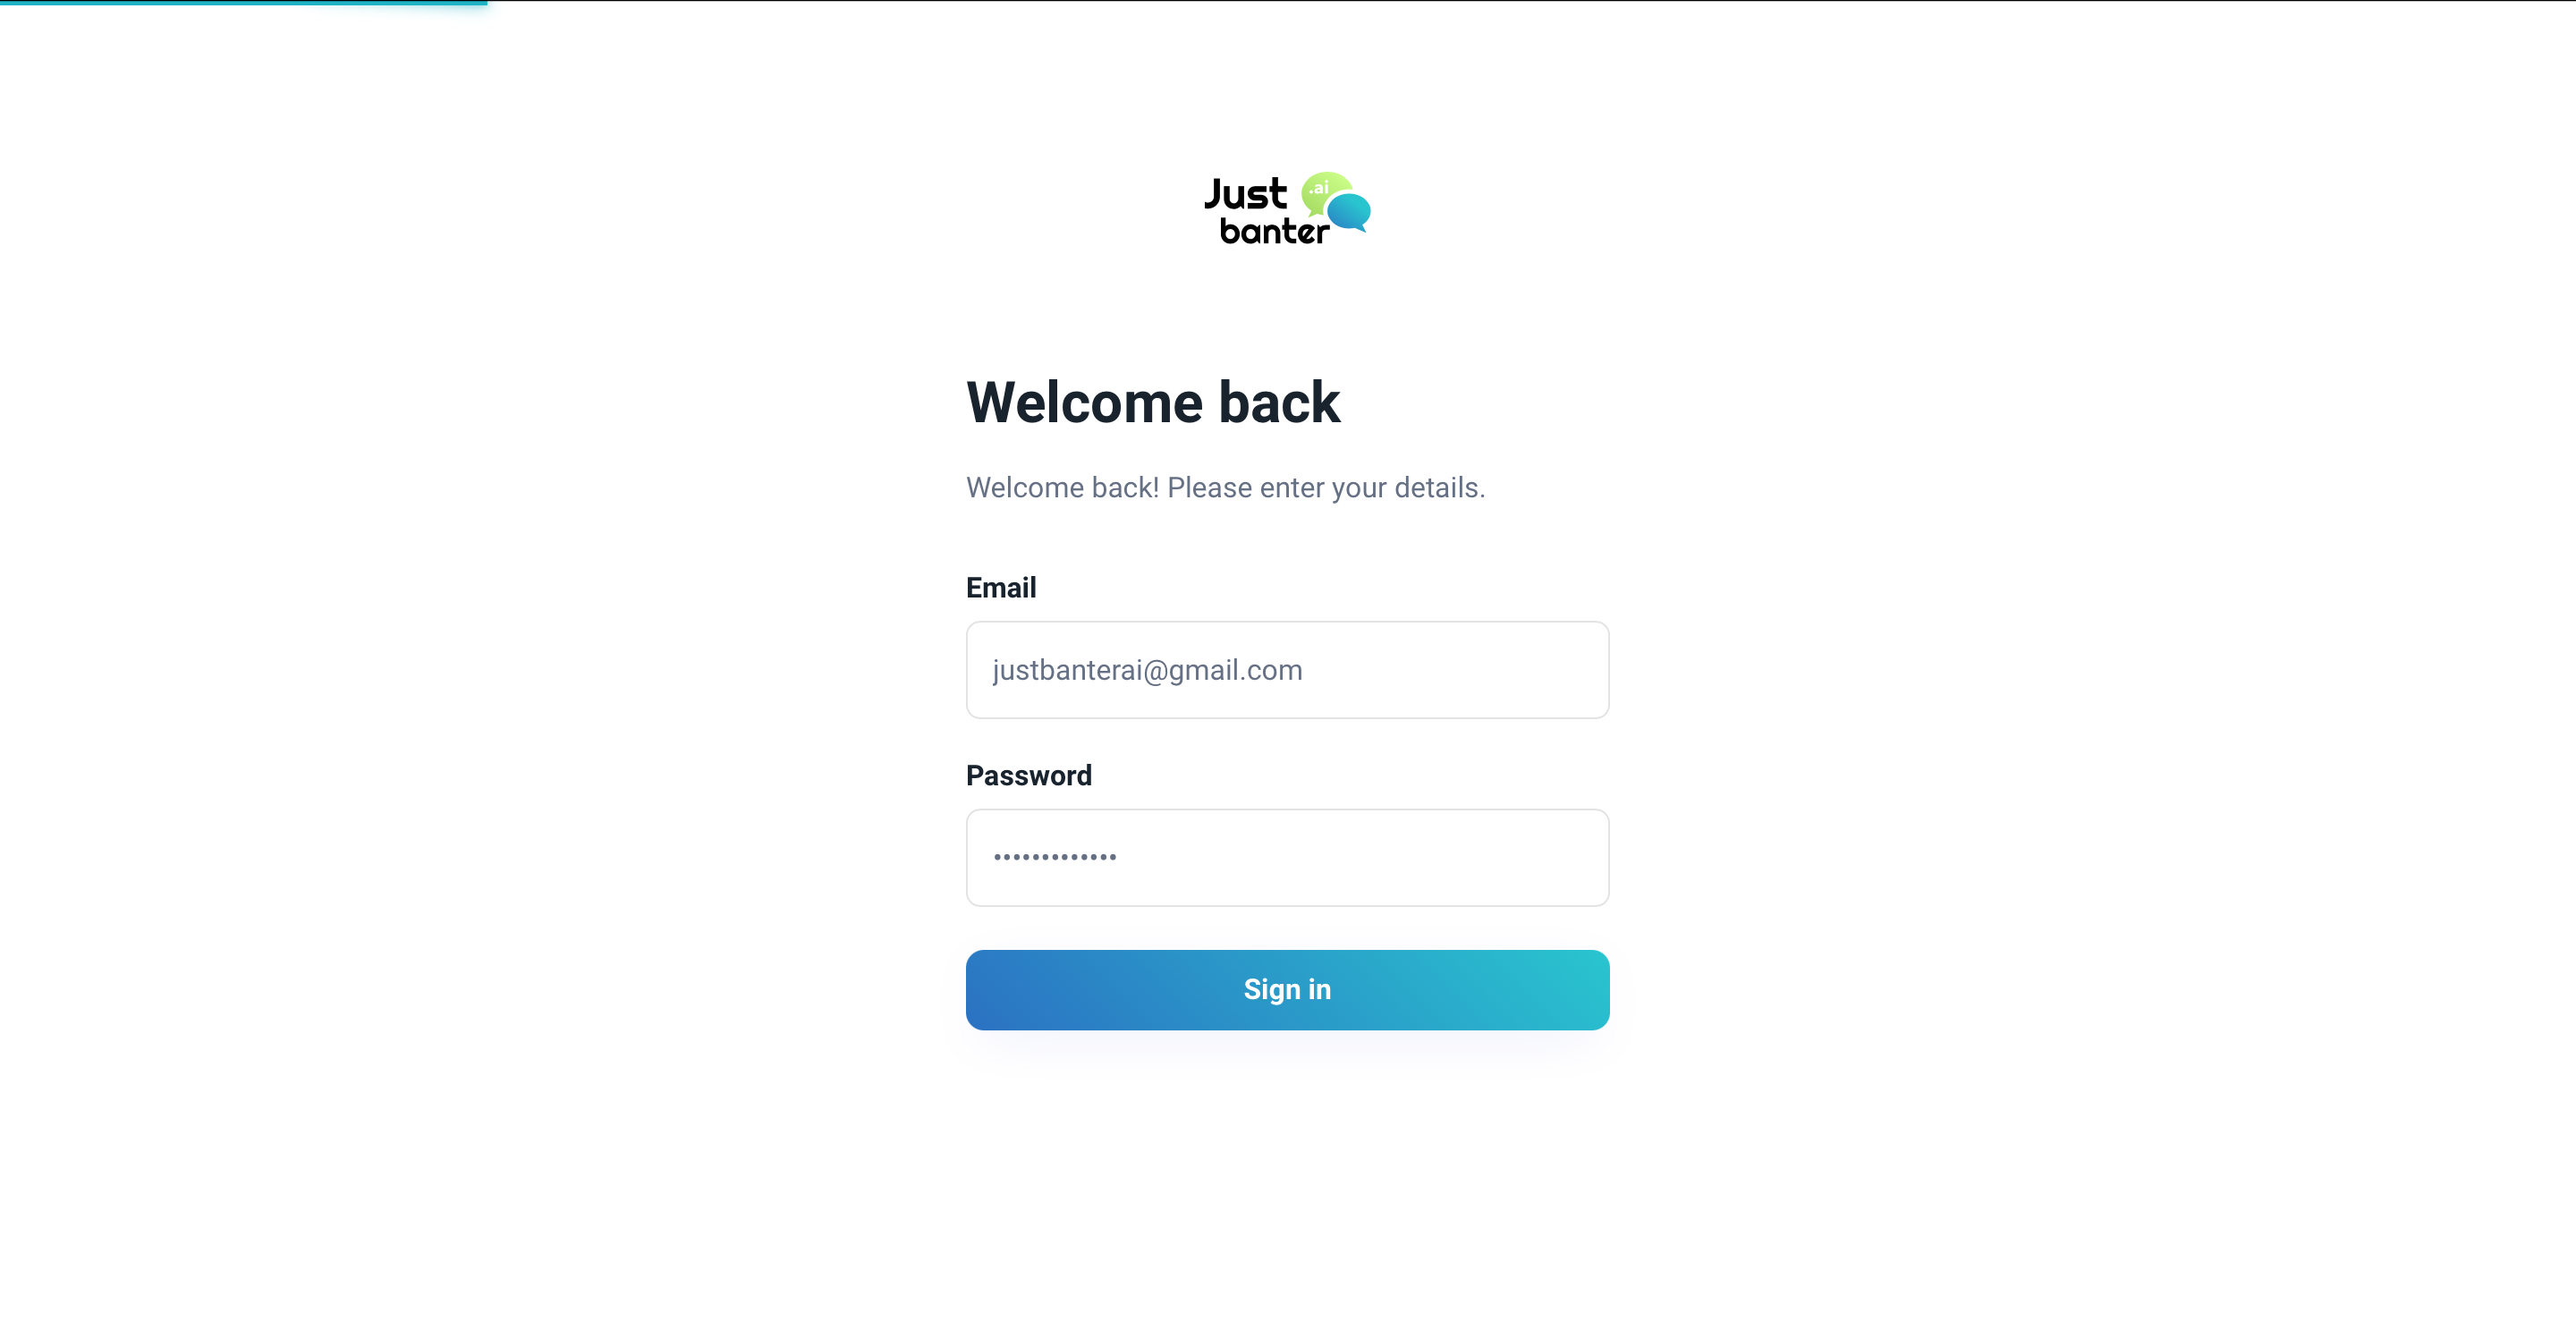 Just .ai
banter
Welcome back
Welcome back! Please enter your details.
Email
justbanterai@gmail.com
Password
•••••••••••••
Sign in